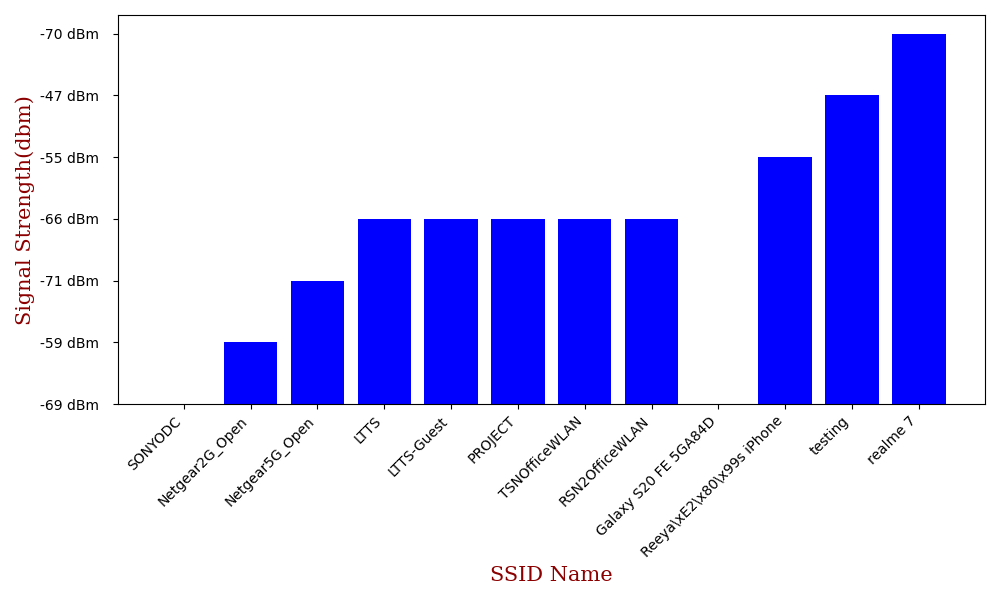 -70 dBm
-47 dBm
-55 dBm
-66 dBm
-71 dBm
-59 dBm
-69 dBm
Signal Strength(dbm)
SONYODC
Netgear2G_Open
Netgear5G_Open
LTTS
LTTS-Guest
PROJECT
TSNOfficeWLAN
RSN2OfficeWLAN
Galaxy S20 FE 5GA84D
Reeya\xE2\x80\x99s iPhone
testing
realme 7
SSID Name